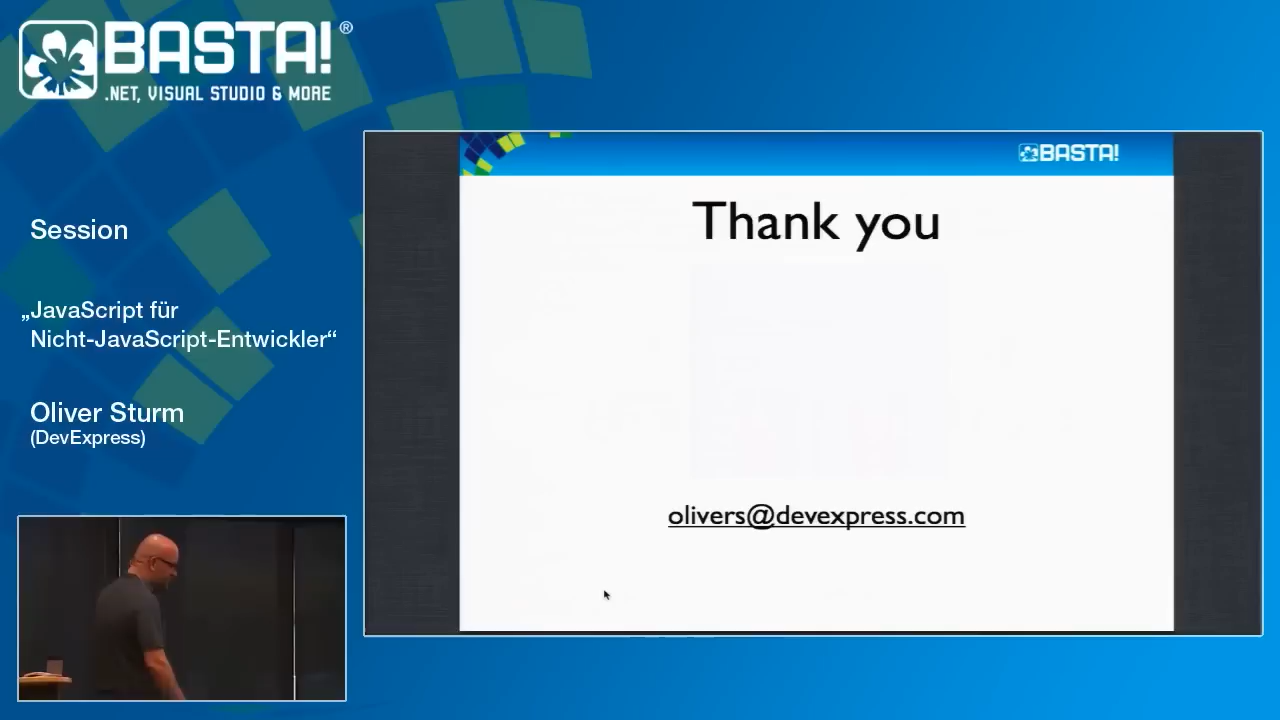 BASTA!®
.NET, VISUAL STUDIO & MORE
Session
„JavaScript für
Nicht-JavaScript-Entwickler“
Oliver Sturm
(DevExpress)
BASTA!
Thank you
olivers@devexpress.com